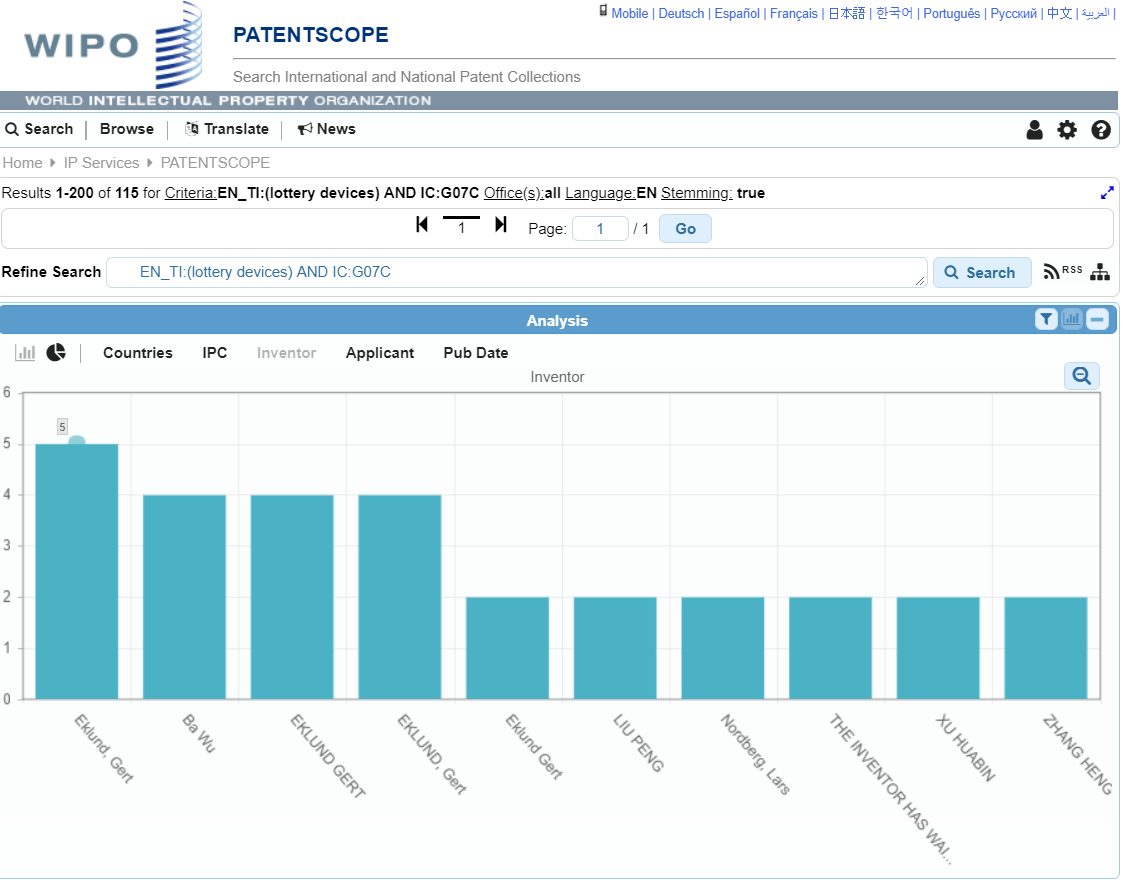 Mobile | Deutsch | Español | Français | 日本語 | 한국어 | Português | Русский | 中文 | العربية |
WIPO
PATENTSCOPE
Search International and National Patent Collections
WORLD INTELLECTUAL PROPERTY ORGANIZATION
Search | Browse | Translate | News
Home IP Services PATENTSCOPE
Results 1-200 of 115 for Criteria:EN_TI:(lottery devices) AND IC:G07C Office(s):all Language:EN Stemming: true
1 Page: 1 / 1 Go
Refine Search EN_TI:(lottery devices) AND IC:G07C Search RSS
Analysis
Countries IPC Inventor Applicant Pub Date
Inventor
6
5
5
4
3
2
1
0
Eklund, Gert
Ba Wu
EKLUND GERT
EKLUND, Gert
Eklund Gert
LIU PENG
Nordberg, Lars
THE INVENTOR HAS WAI...
XU HUABIN
ZHANG HENG